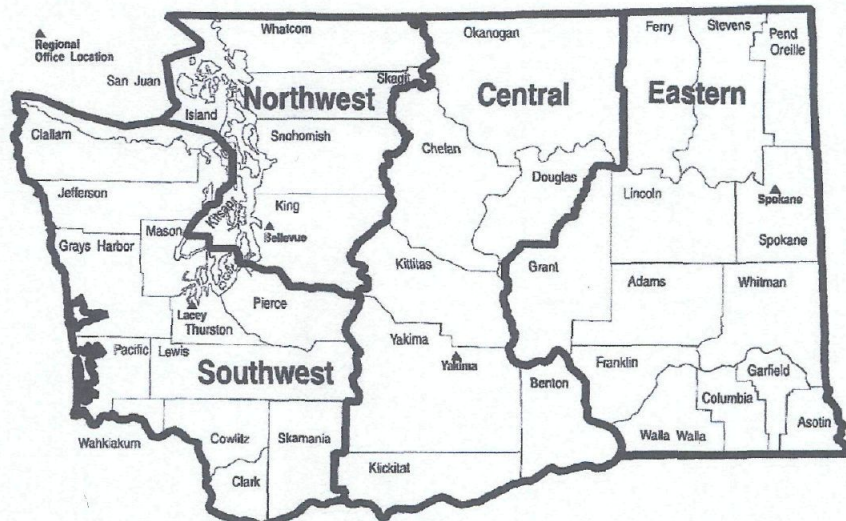 Whatcom
Okanogan
Ferry
Stevens
Pend
Oreille
Regional
Office Location
San Juan
Skagit
Northwest
Central
Eastern
Island
Clallam
Snohomish
Chelan
Douglas
Jefferson
Lincoln
Spokane
King
Kitsap
Mason
Grays Harbor
Bellevue
Spokane
Kittitas
Grant
Adams
Whitman
Pierce
Lacey
Thurston
Yakima
Yakima
Pacific
Lewis
Southwest
Benton
Franklin
Garfield
Columbia
Asotin
Walla Walla
Wahkiakum
Cowlitz
Skamania
Klickitat
Clark